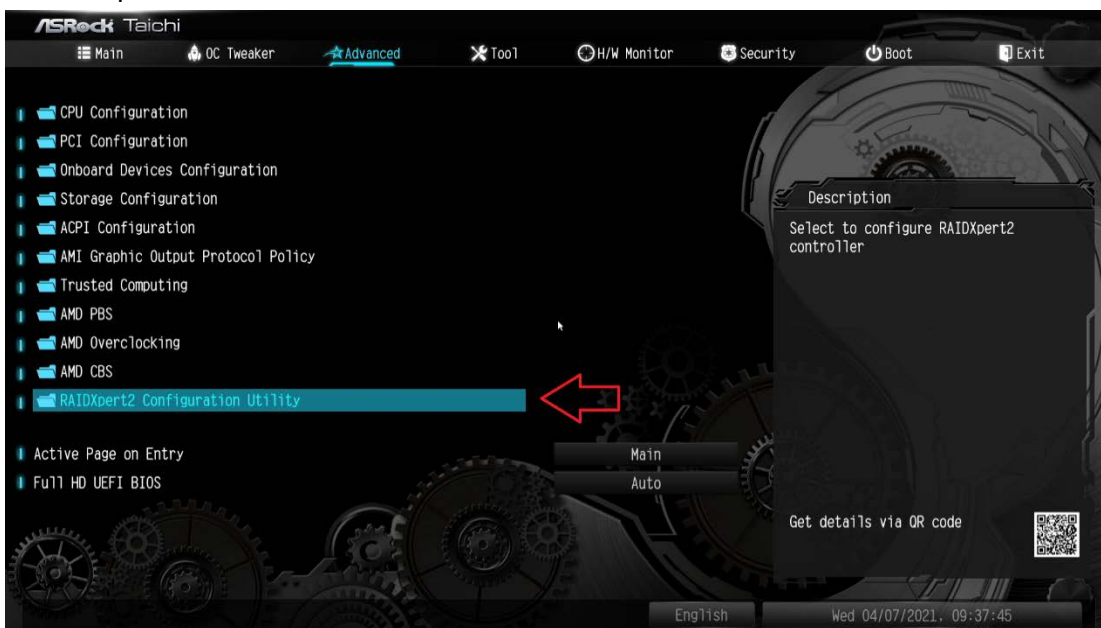 ASRock Taichi
Main OC Tweaker Advanced Tool H/W Monitor Security Boot Exit
CPU Configuration
PCI Configuration
Onboard Devices Configuration
Storage Configuration
ACPI Configuration
AMI Graphic Output Protocol Policy
Trusted Computing
AMD PBS
AMD Overclocking
AMD CBS
RAIDXpert2 Configuration Utility
Active Page on Entry Main
Full HD UEFI BIOS Auto
Description
Select to configure RAIDXpert2
controller
Get details via QR code
English Wed 04/07/2021, 09:37:45